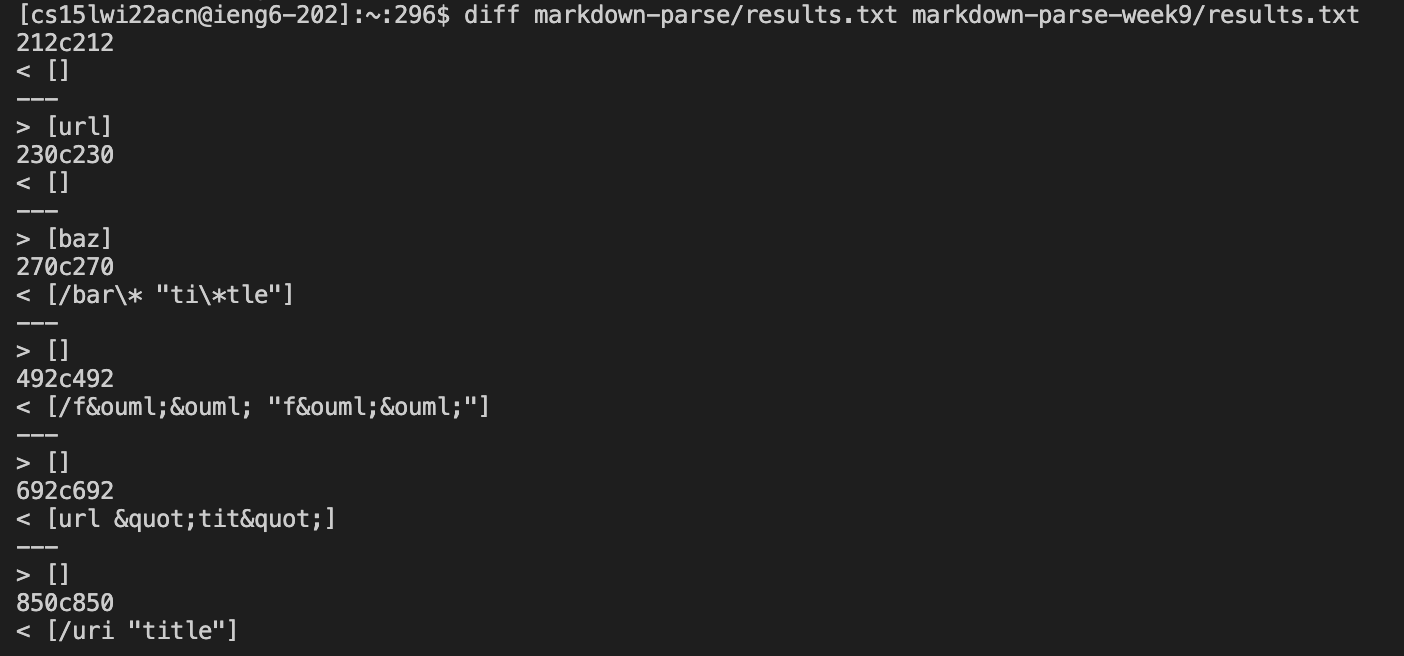 [cs15lwi22acn@ieng6-202]:~:296$ diff markdown-parse/results.txt markdown-parse-week9/results.txt
212c212
< []
---
> [url]
230c230
< []
---
> [baz]
270c270
< [/bar\* "ti\*tle"]
---
> []
492c492
< [/f&ouml;&ouml; "f&ouml;&ouml;"]
---
> []
692c692
< [url &quot;tit&quot;]
---
> []
850c850
< [/uri "title"]